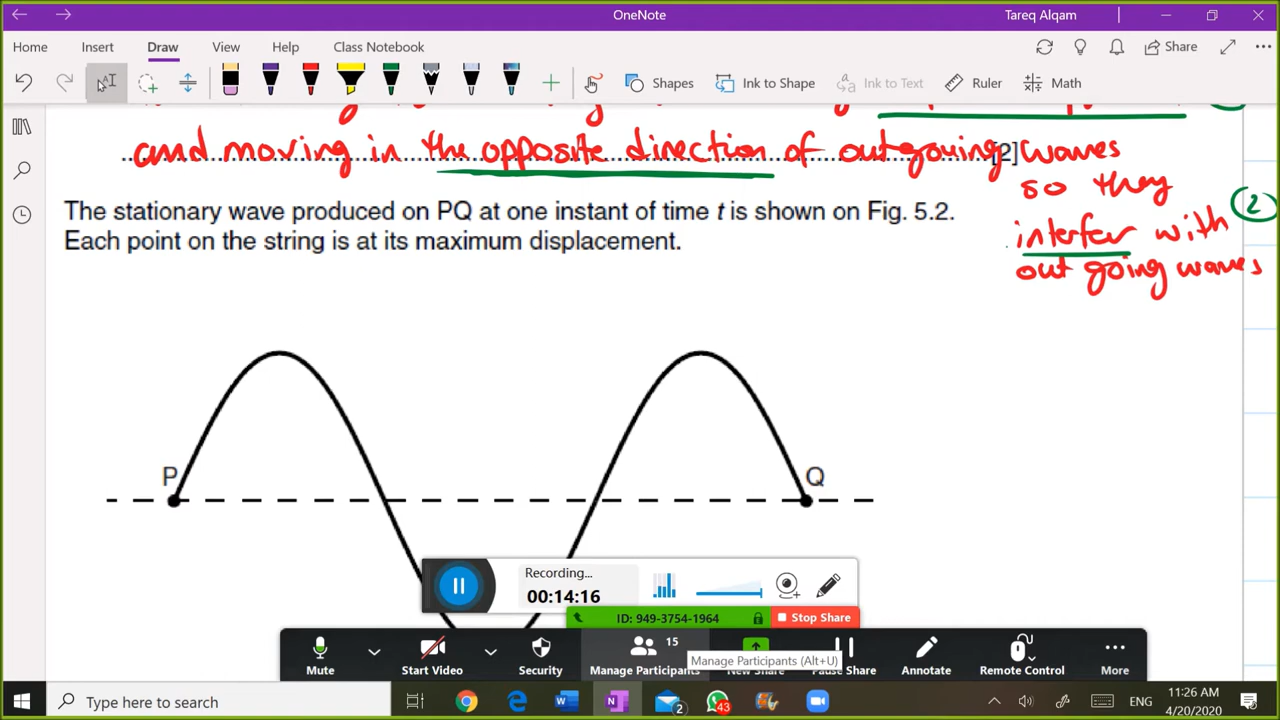 OneNote
Tareq Alqam
Home Insert Draw View Help Class Notebook Share
Shapes Ink to Shape Ink to Text Ruler Math
and moving in the opposite direction of outgouing waves
[2]
so they
The stationary wave produced on PQ at one instant of time t is shown on Fig. 5.2.
2
interfer with
Each point on the string is at its maximum displacement.
out going waves
P
Q
Recording...
00:14:16
ID: 949-3754-1964 Stop Share
15
Mute Start Video Security Manage Participants New Share Pause Share Annotate Remote Control More
Manage Participants (Alt+U)
Type here to search
2
43
ENG
11:26 AM
4/20/2020